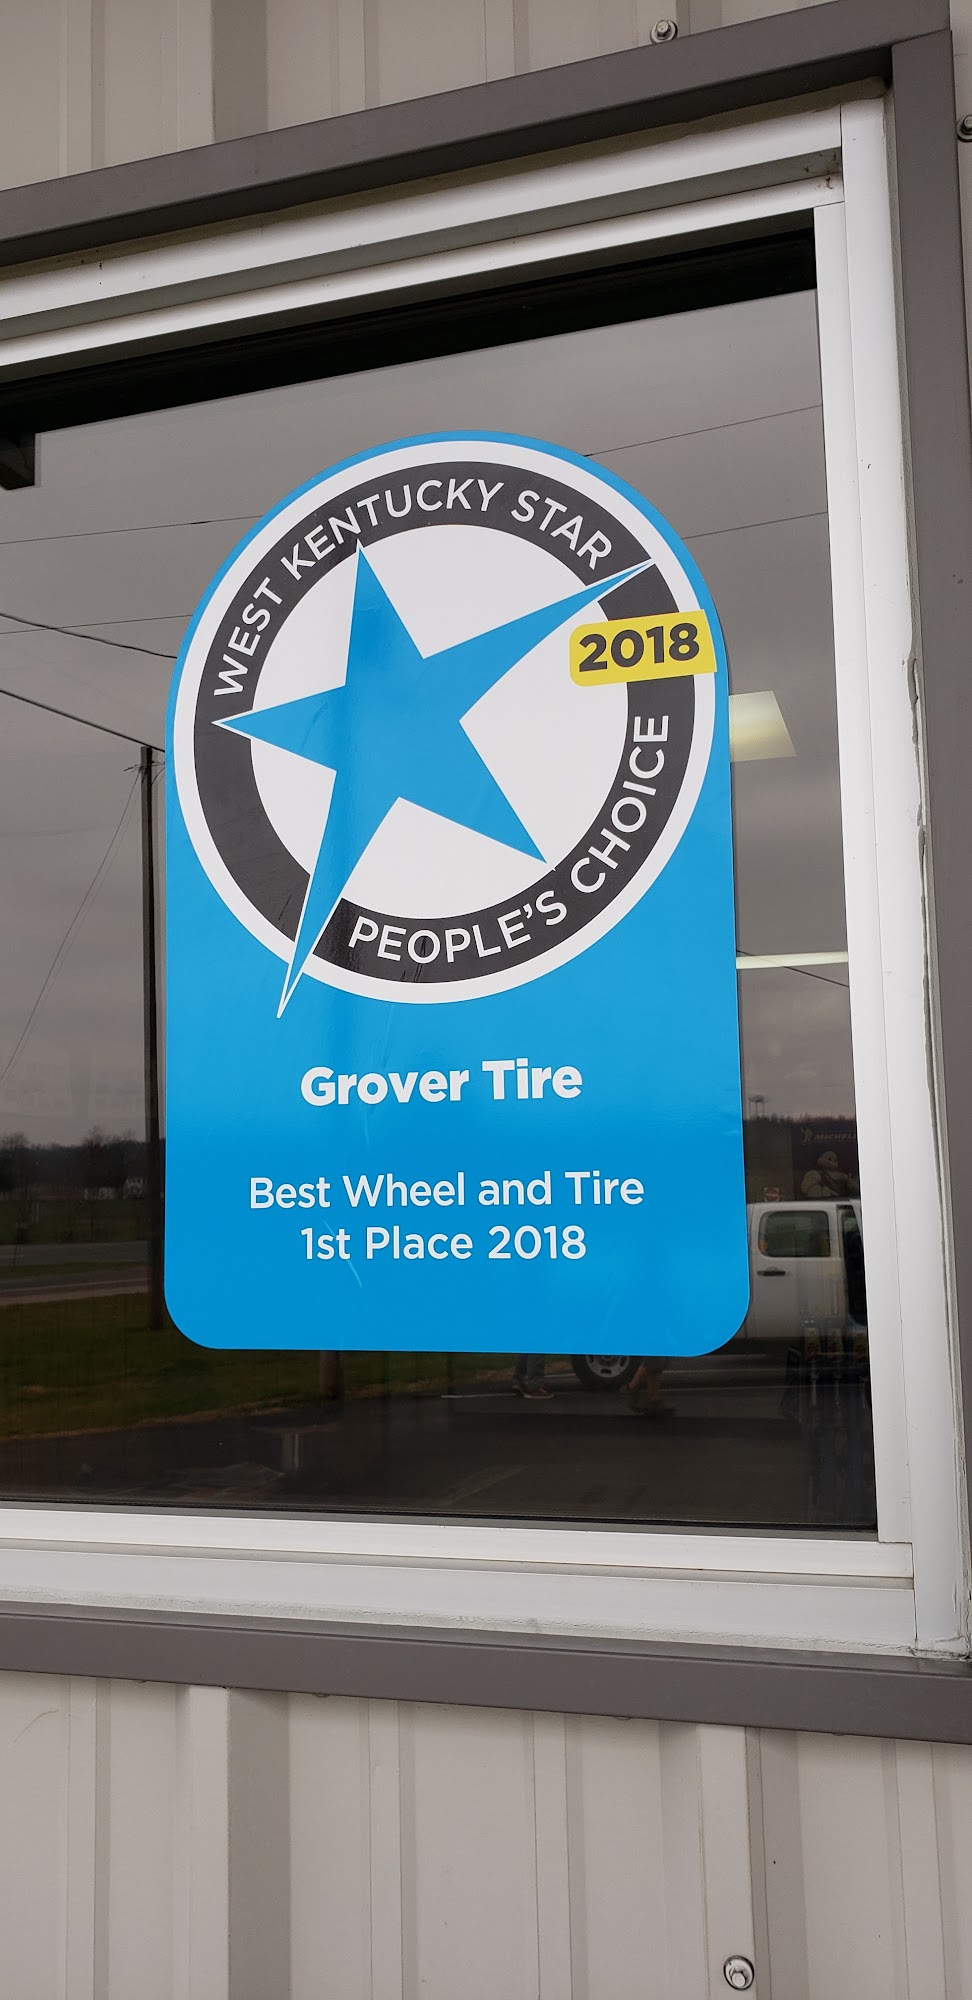 WEST KENTUCKY STAR
2018
PEOPLE'S CHOICE
Grover Tire
Best Wheel and Tire
1st Place 2018